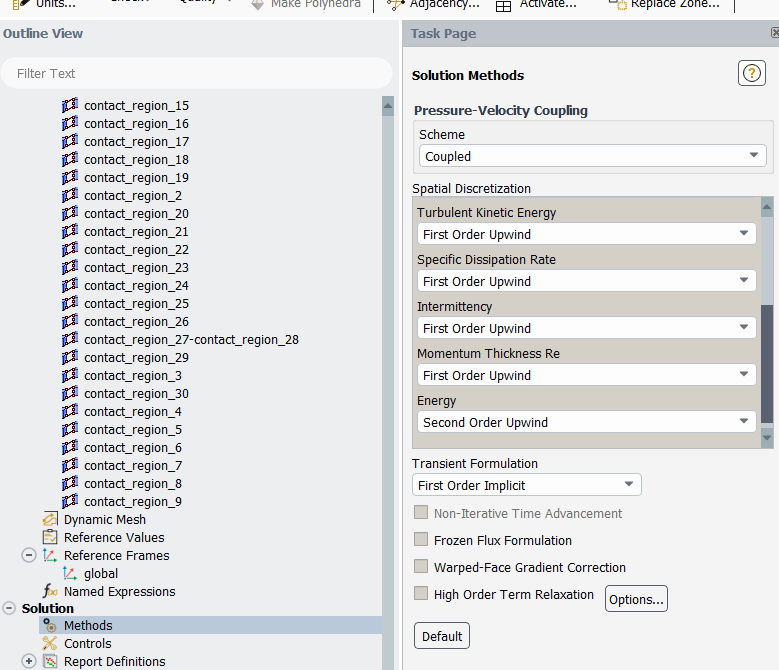 Units...
Check
Quality
Make Polyhedra
Adjacency...
Activate...
Replace Zone...
Outline View
Filter Text
contact_region_15
contact_region_16
contact_region_17
contact_region_18
contact_region_19
contact_region_2
contact_region_20
contact_region_21
contact_region_22
contact_region_23
contact_region_24
contact_region_25
contact_region_26
contact_region_27-contact_region_28
contact_region_29
contact_region_3
contact_region_30
contact_region_4
contact_region_5
contact_region_6
contact_region_7
contact_region_8
contact_region_9
Dynamic Mesh
Reference Values
Reference Frames
global
Named Expressions
Solution
Methods
Controls
Report Definitions
Task Page
Solution Methods
?
Pressure-Velocity Coupling
Scheme
Coupled
Spatial Discretization
Turbulent Kinetic Energy
First Order Upwind
Specific Dissipation Rate
First Order Upwind
Intermittency
First Order Upwind
Momentum Thickness Re
First Order Upwind
Energy
Second Order Upwind
Transient Formulation
First Order Implicit
Non-Iterative Time Advancement
Frozen Flux Formulation
Warped-Face Gradient Correction
High Order Term Relaxation
Options...
Default